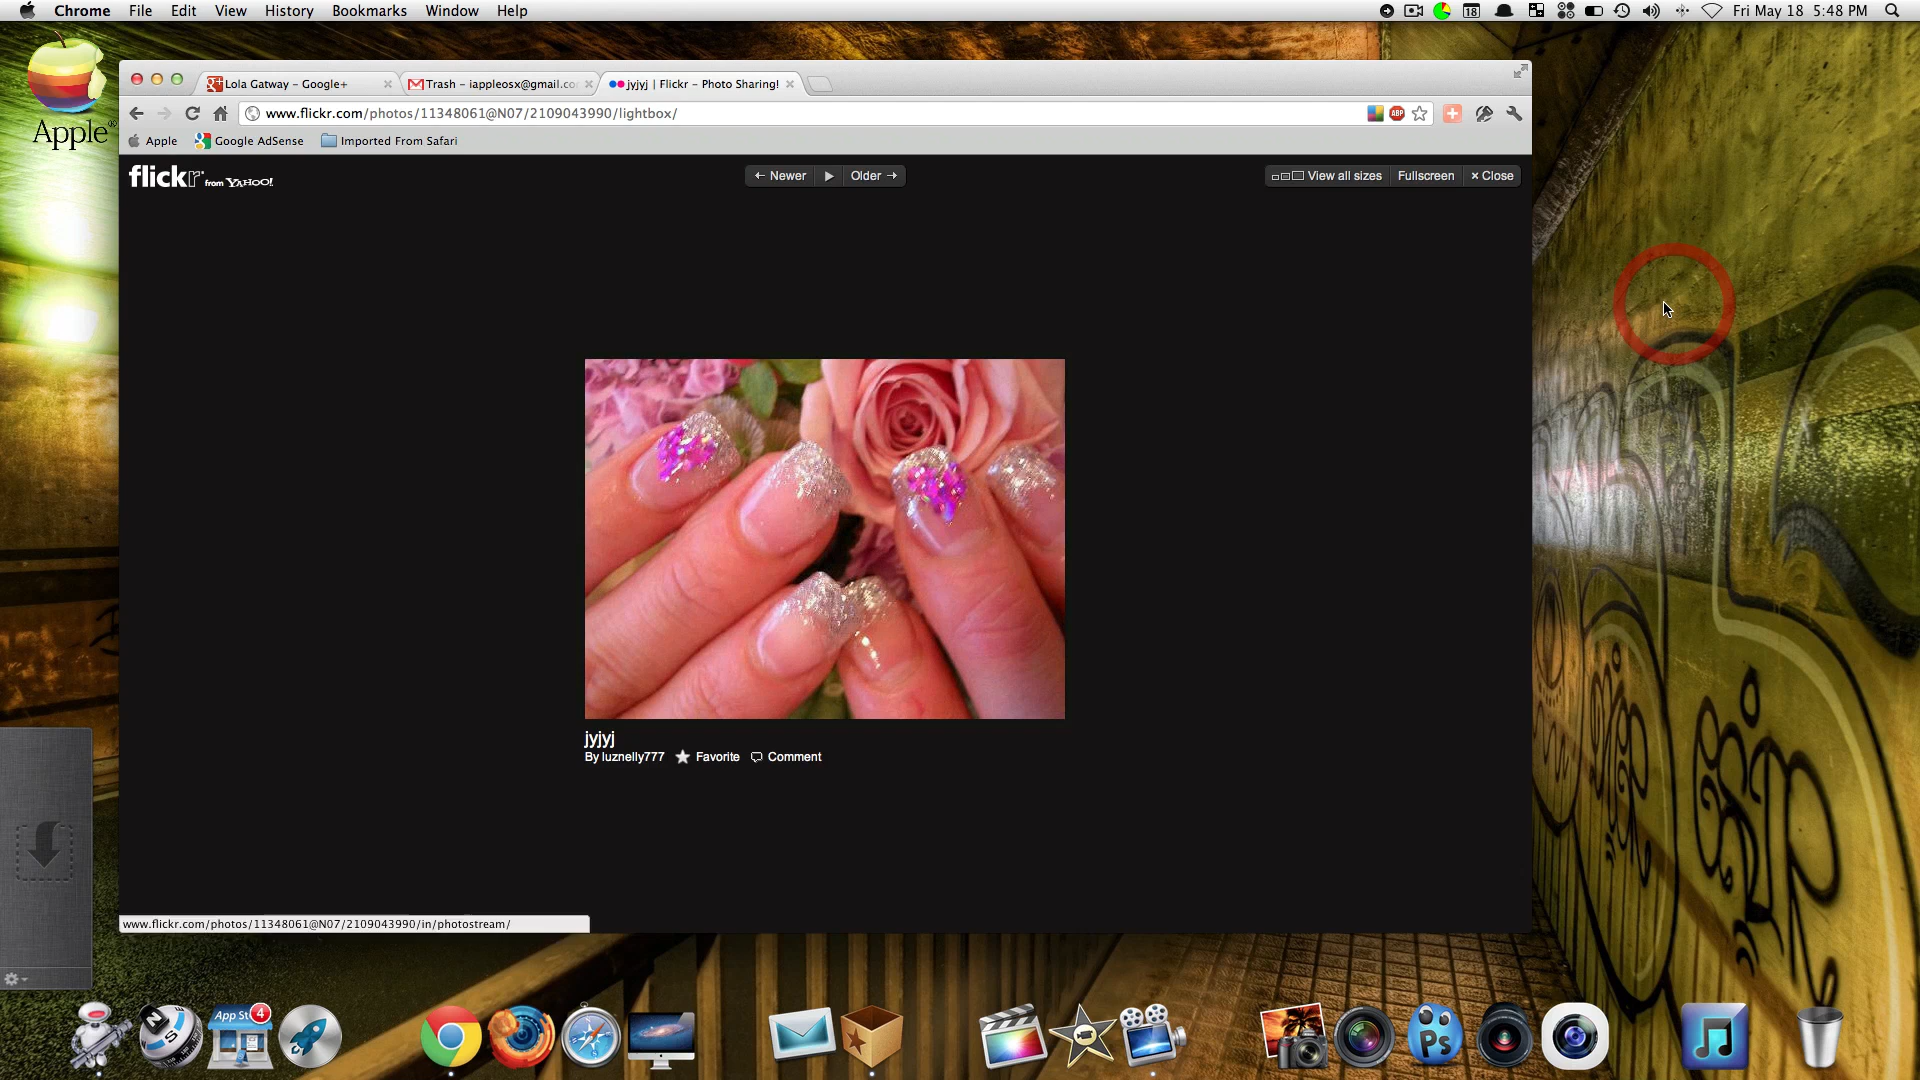 Chrome File Edit View History Bookmarks Window Help
18 Fri May 18 5:48 PM
Apple
Lola Gatway – Google+
Trash – iappleosx@gmail.co
jyjyj | Flickr – Photo Sharing!
www.flickr.com/photos/11348061@N07/2109043990/lightbox/
ABP
Apple Google AdSense Imported From Safari
flickr from YAHOO!
← Newer Older →
View all sizes Fullscreen × Close
jyjyj
By luznelly777 Favorite Comment
www.flickr.com/photos/11348061@N07/2109043990/in/photostream/
N S
App St 4
Ps